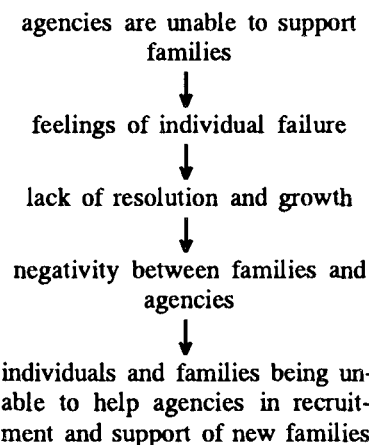 agencies are unable to support
families
feelings of individual failure
lack of resolution and growth
negativity between families and
agencies
individuals and families being un-
able to help agencies in recruit-
ment and support of new families